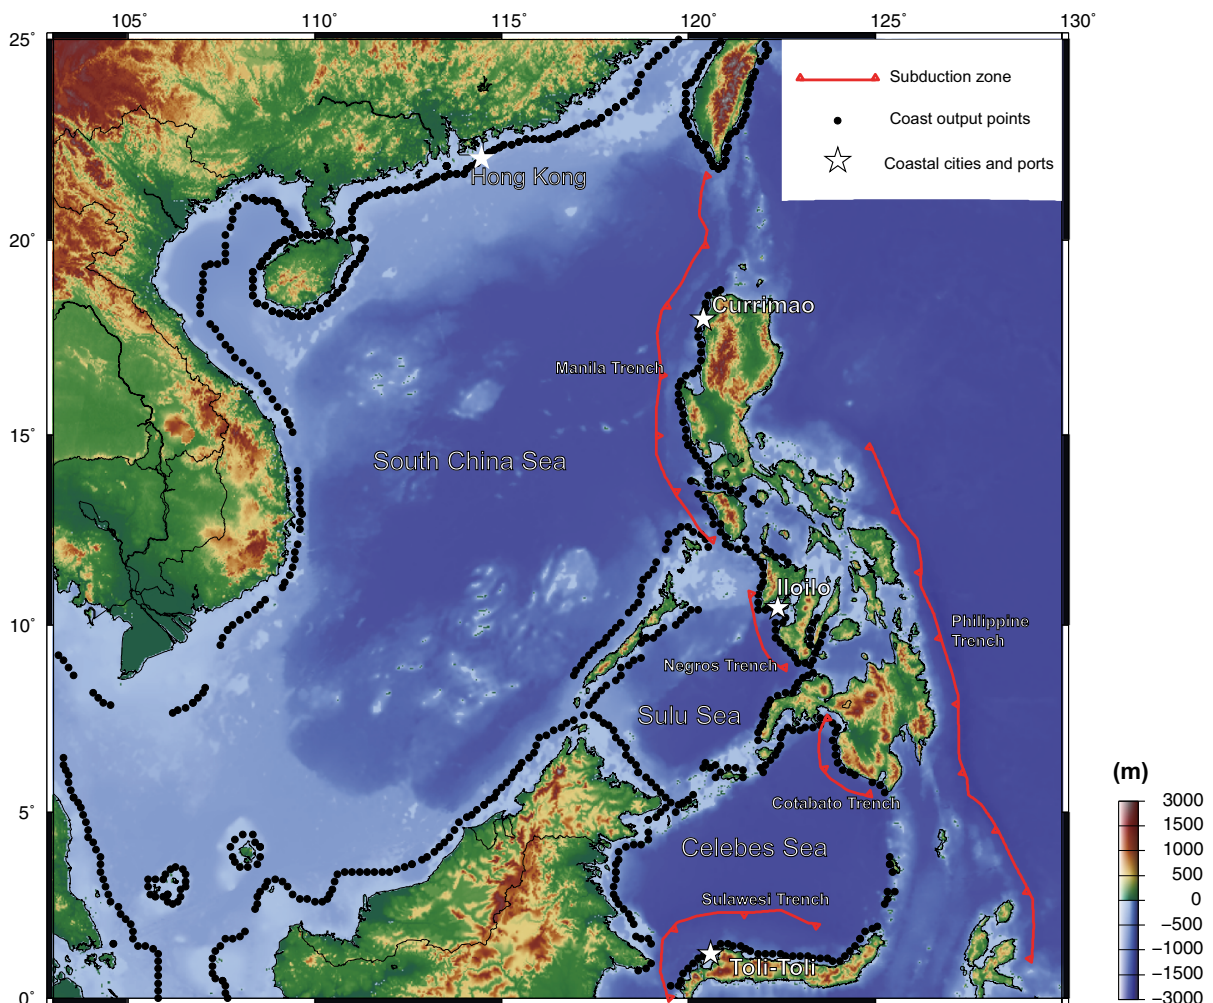 105° 110° 115° 120° 125° 130°
25°
20°
15°
10°
5°
0°
Subduction zone
Coast output points
Coastal cities and ports
Hong Kong
Currimao
Manila Trench
South China Sea
Iloilo
Philippine
Trench
Negros Trench
Sulu Sea
Cotabato Trench
Celebes Sea
Sulawesi Trench
Toli-Toli
(m)
3000
1500
1000
500
0
−500
−1000
−1500
−3000